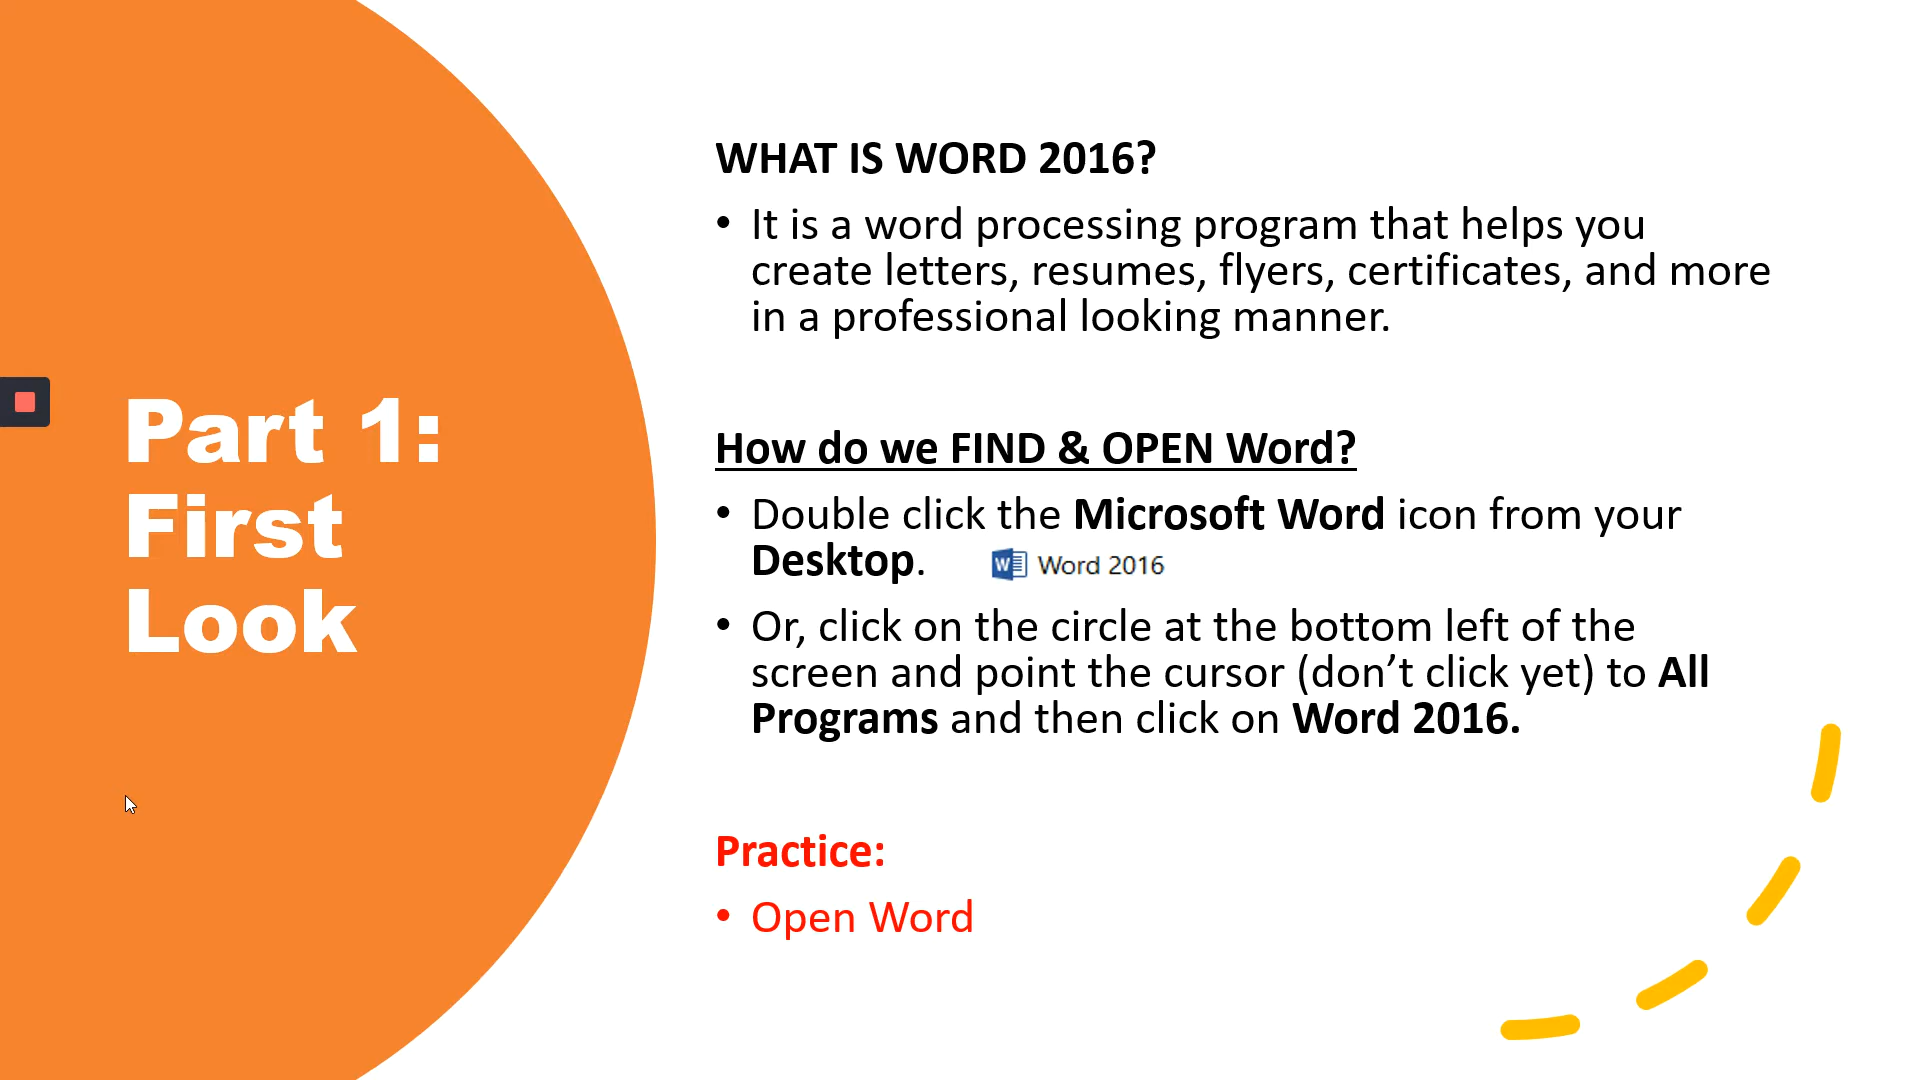 Part 1:
First
Look
WHAT IS WORD 2016?
• It is a word processing program that helps you
create letters, resumes, flyers, certificates, and more
in a professional looking manner.
How do we FIND & OPEN Word?
• Double click the Microsoft Word icon from your
Desktop. W Word 2016
• Or, click on the circle at the bottom left of the
screen and point the cursor (don’t click yet) to All
Programs and then click on Word 2016.
Practice:
• Open Word